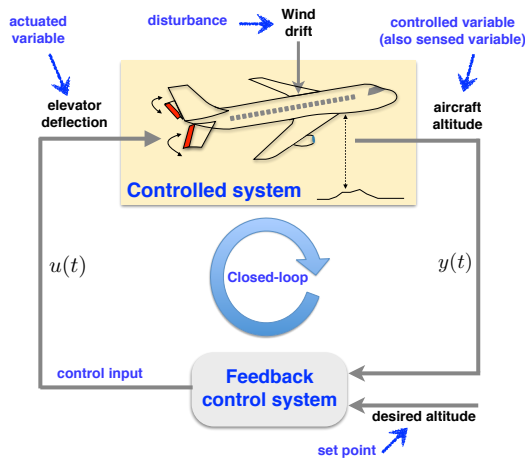 actuated
variable
disturbance
Wind
drift
controlled variable
(also sensed variable)
elevator
deflection
aircraft
altitude
Controlled system
u(t)
Closed-loop
y(t)
control input
Feedback
control system
desired altitude
set point